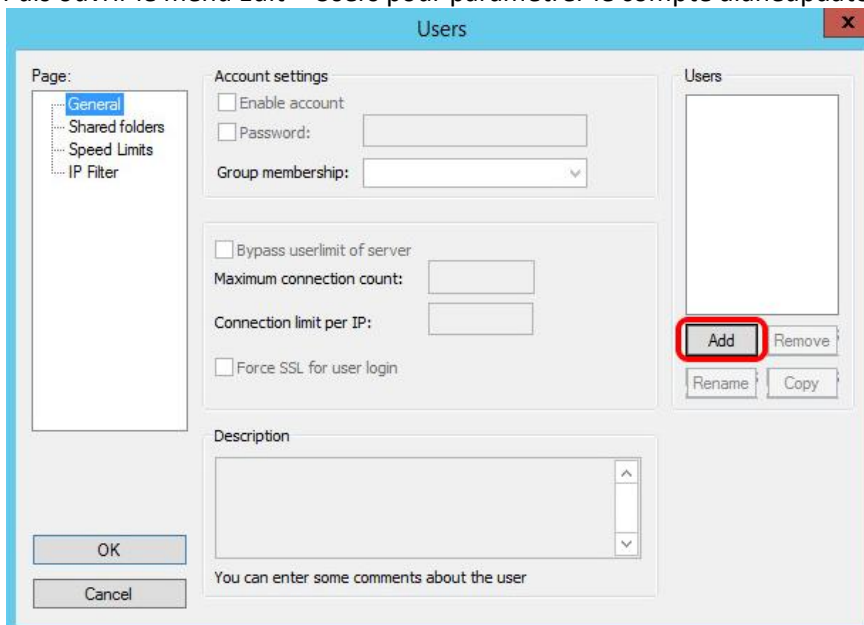 Users
x
Page:
General
Shared folders
Speed Limits
IP Filter
Account settings
Enable account
Password:
Group membership:
Bypass userlimit of server
Maximum connection count:
Connection limit per IP:
Force SSL for user login
Description
You can enter some comments about the user
Users
Add Remove
Rename Copy
OK
Cancel